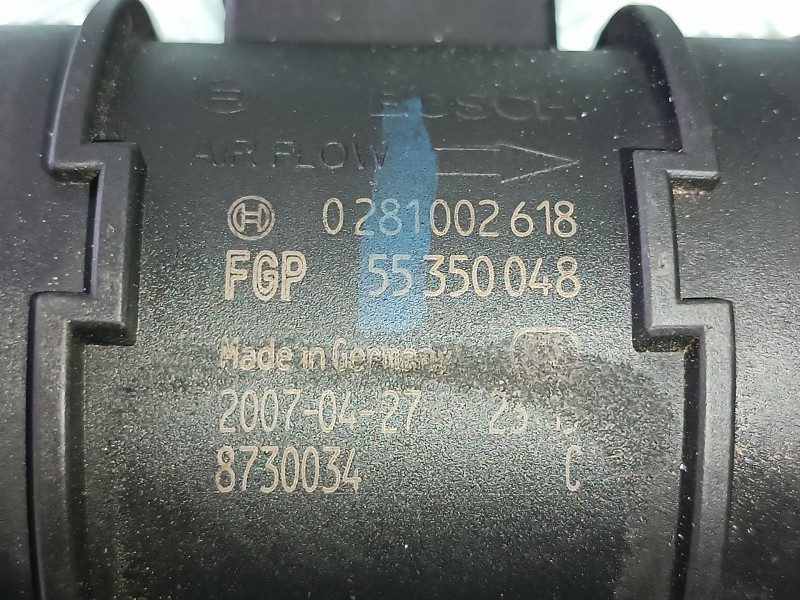 BOSCH
AIR FLOW
0 281 002 618
FGP 55 350 048
Made in Germany
2007-04-27
8730034 C